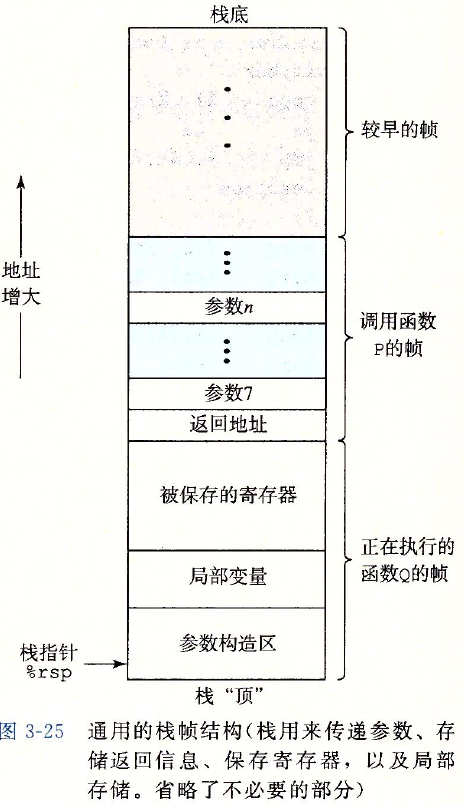 栈底
较早的帧
地址
增大
参数n
调用函数
P的帧
参数7
返回地址
被保存的寄存器
正在执行的
函数Q的帧
局部变量
参数构造区
栈指针
%rsp
栈“顶”
图 3-25 通用的栈帧结构(栈用来传递参数、存
储返回信息、保存寄存器，以及局部
存储。省略了不必要的部分)